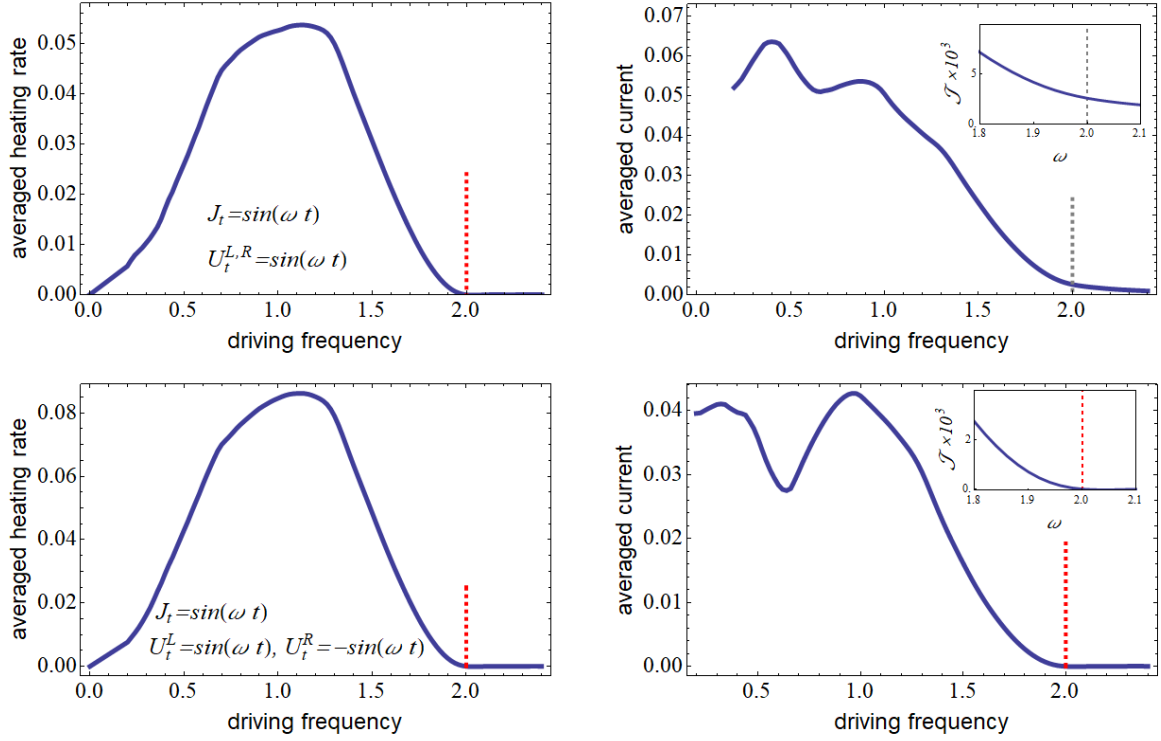 averaged heating rate
0.05
0.04
0.03
0.02
0.01
0.00
J_t=sin(ω t)
U_t^{L,R}=sin(ω t)
0.0 0.5 1.0 1.5 2.0
driving frequency
averaged current
0.07
0.06
0.05
0.04
0.03
0.02
0.01
0.00
𝒥 ×10³
5
0
1.8 1.9 2.0 2.1
ω
0.0 0.5 1.0 1.5 2.0
driving frequency
averaged heating rate
0.08
0.06
0.04
0.02
0.00
J_t=sin(ω t)
U_t^L=sin(ω t), U_t^R=-sin(ω t)
0.0 0.5 1.0 1.5 2.0
driving frequency
averaged current
0.04
0.03
0.02
0.01
0.00
𝒥 ×10³
2
0.
1.8 1.9 2.0 2.1
ω
0.5 1.0 1.5 2.0
driving frequency